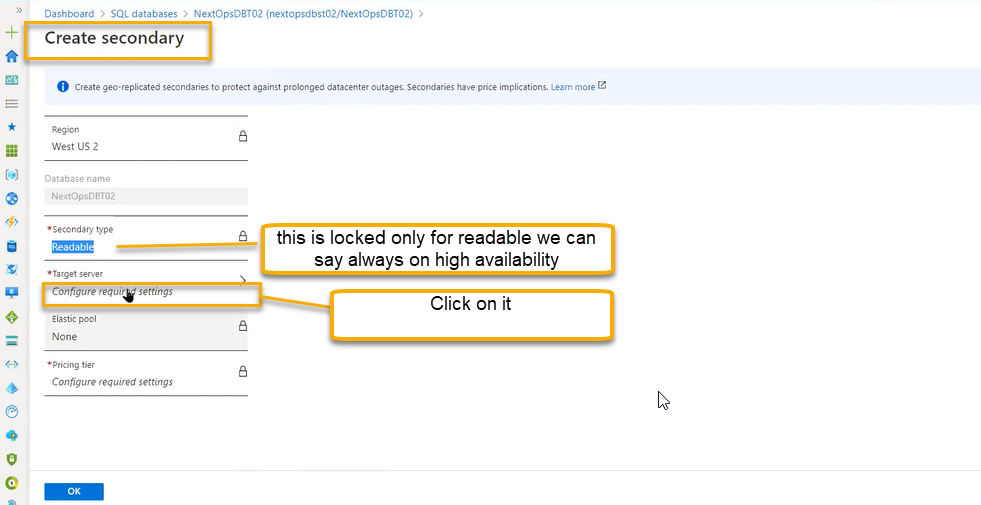 Dashboard > SQL databases > NextOpsDBT02 (nextopsdbst02/NextOpsDBT02) >
Create secondary
Create geo-replicated secondaries to protect against prolonged datacenter outages. Secondaries have price implications. Learn more
Region
West US 2
Database name
NextOpsDBT02
*Secondary type
Readable
this is locked only for readable we can
say always on high availability
*Target server
Configure required settings
Click on it
Elastic pool
None
*Pricing tier
Configure required settings
OK